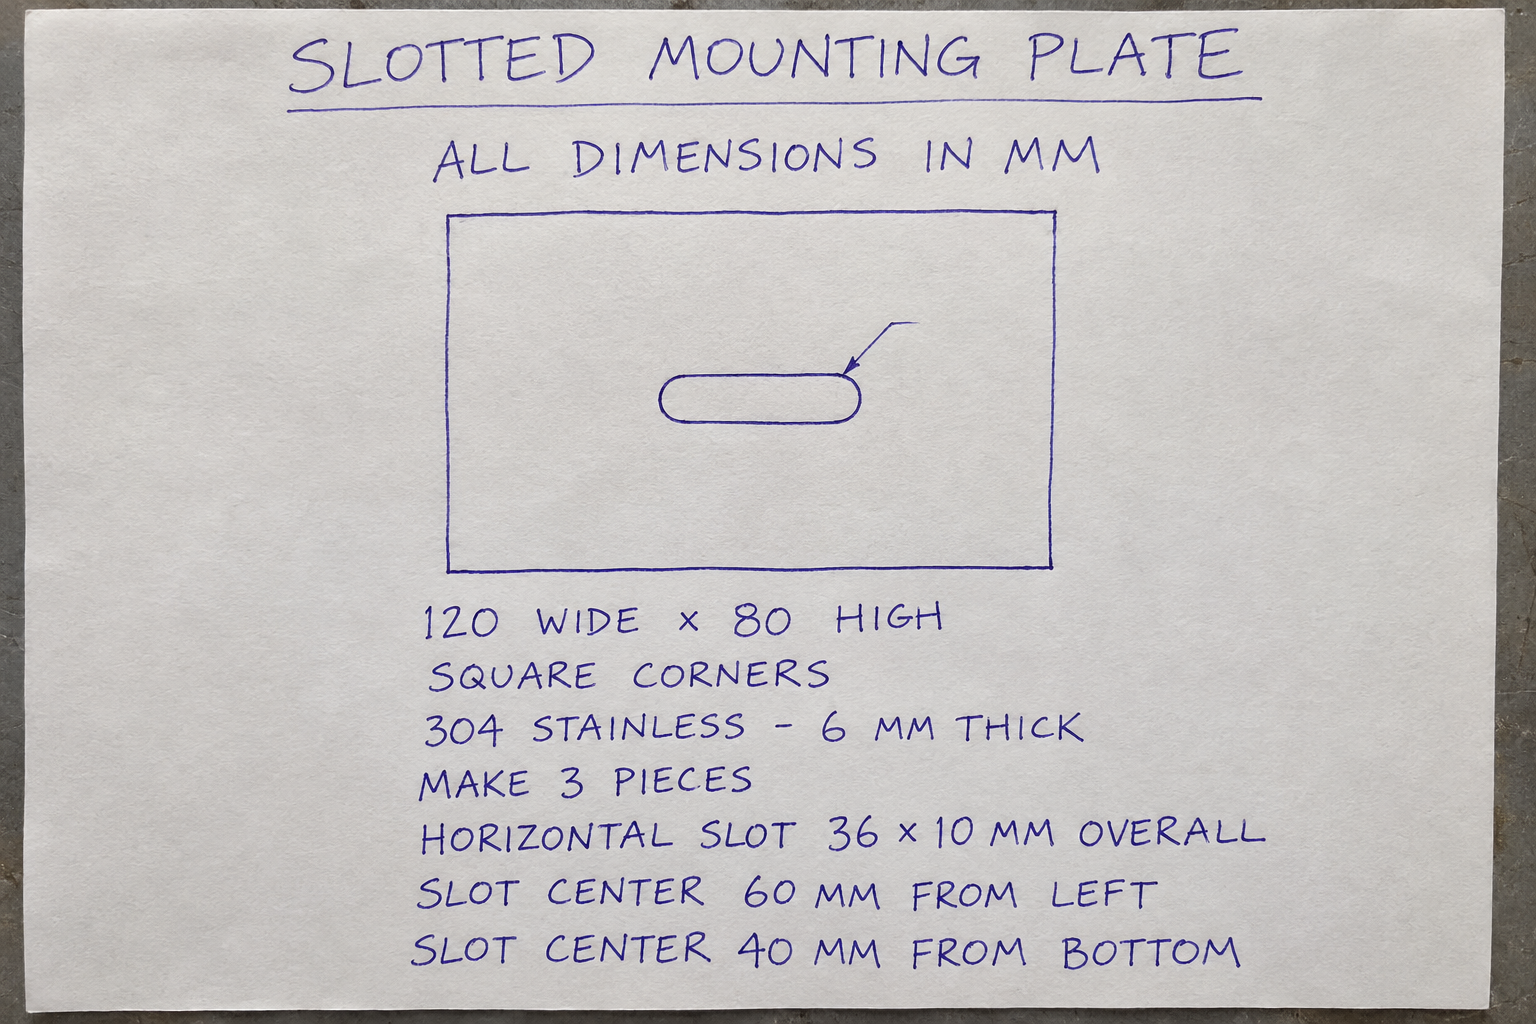 SLOTTED MOUNTING PLATE
ALL DIMENSIONS IN MM
120 WIDE x 80 HIGH
SQUARE CORNERS
304 STAINLESS - 6 MM THICK
MAKE 3 PIECES
HORIZONTAL SLOT 36 x 10 MM OVERALL
SLOT CENTER 60 MM FROM LEFT
SLOT CENTER 40 MM FROM BOTTOM